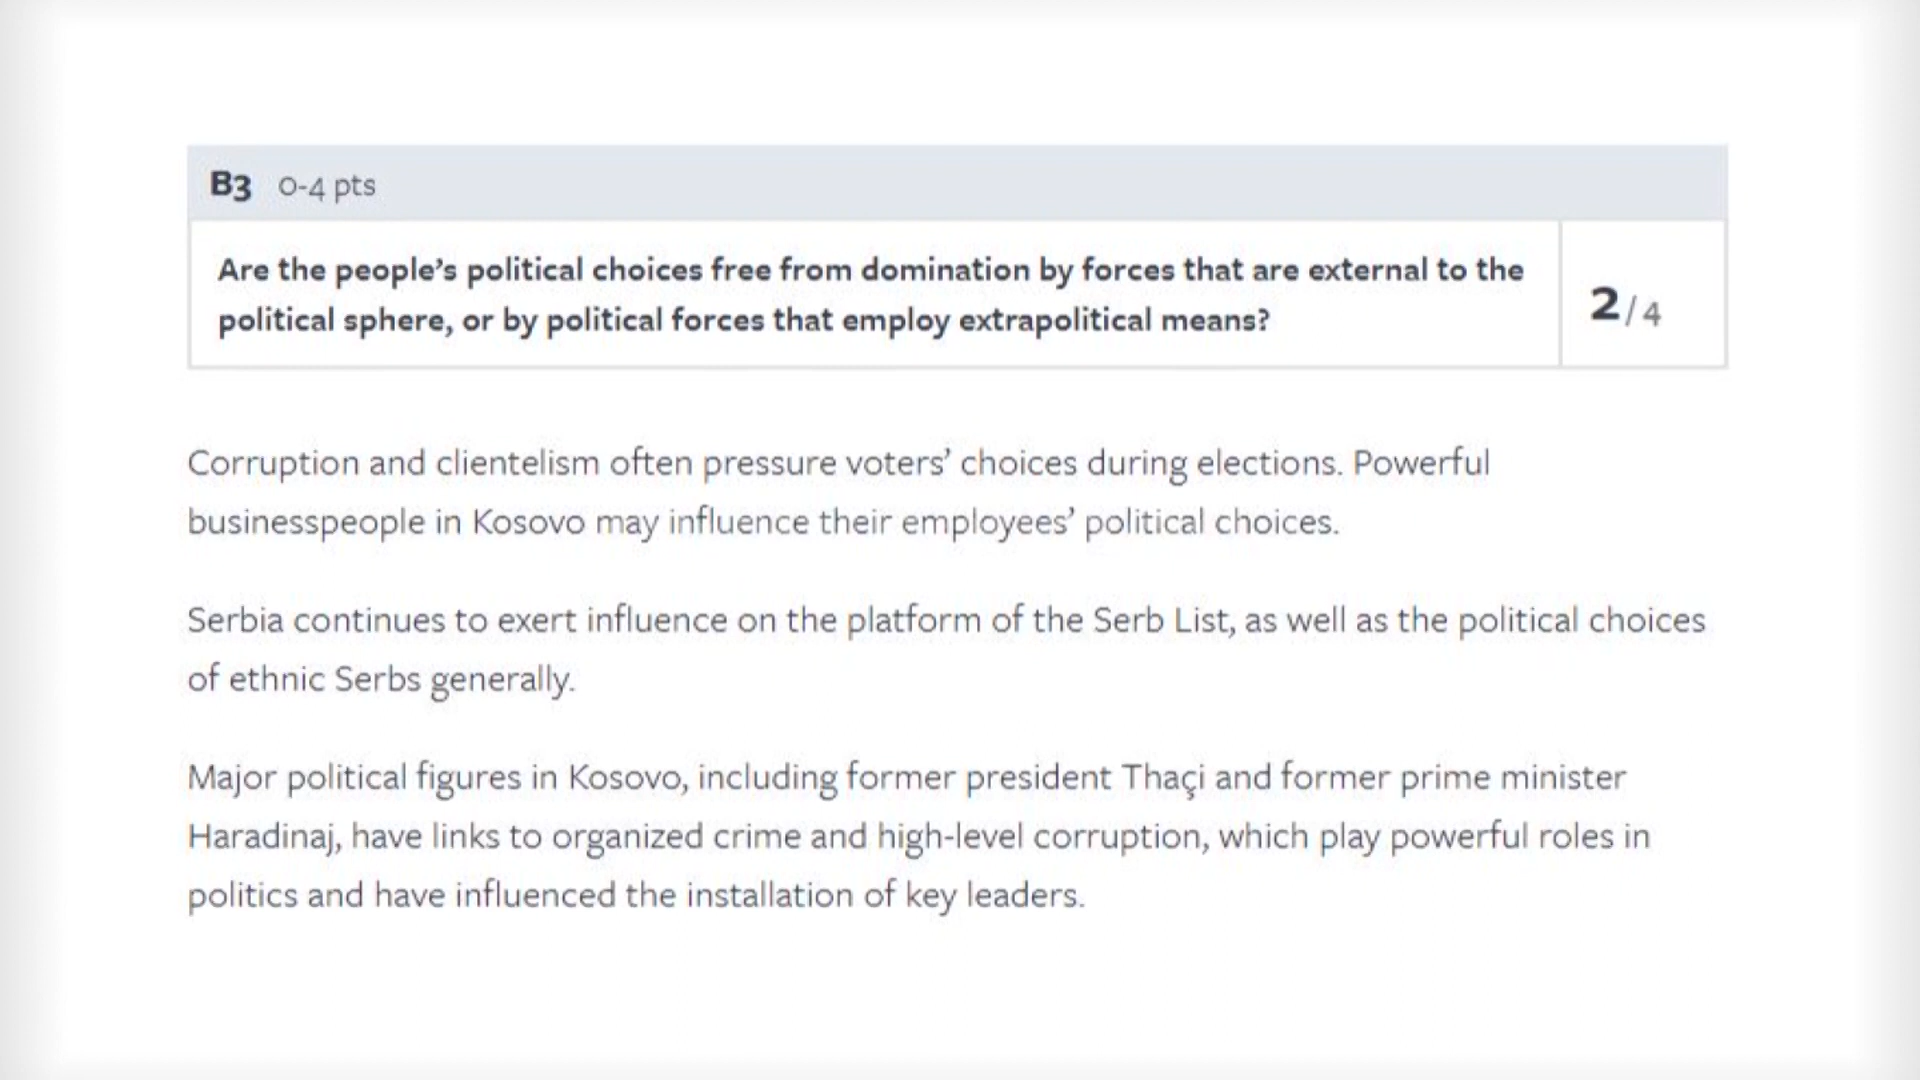 B3 0-4 pts
Are the people’s political choices free from domination by forces that are external to the
political sphere, or by political forces that employ extrapolitical means?
2/4
Corruption and clientelism often pressure voters’ choices during elections. Powerful
businesspeople in Kosovo may influence their employees’ political choices.
Serbia continues to exert influence on the platform of the Serb List, as well as the political choices
of ethnic Serbs generally.
Major political figures in Kosovo, including former president Thaçi and former prime minister
Haradinaj, have links to organized crime and high-level corruption, which play powerful roles in
politics and have influenced the installation of key leaders.